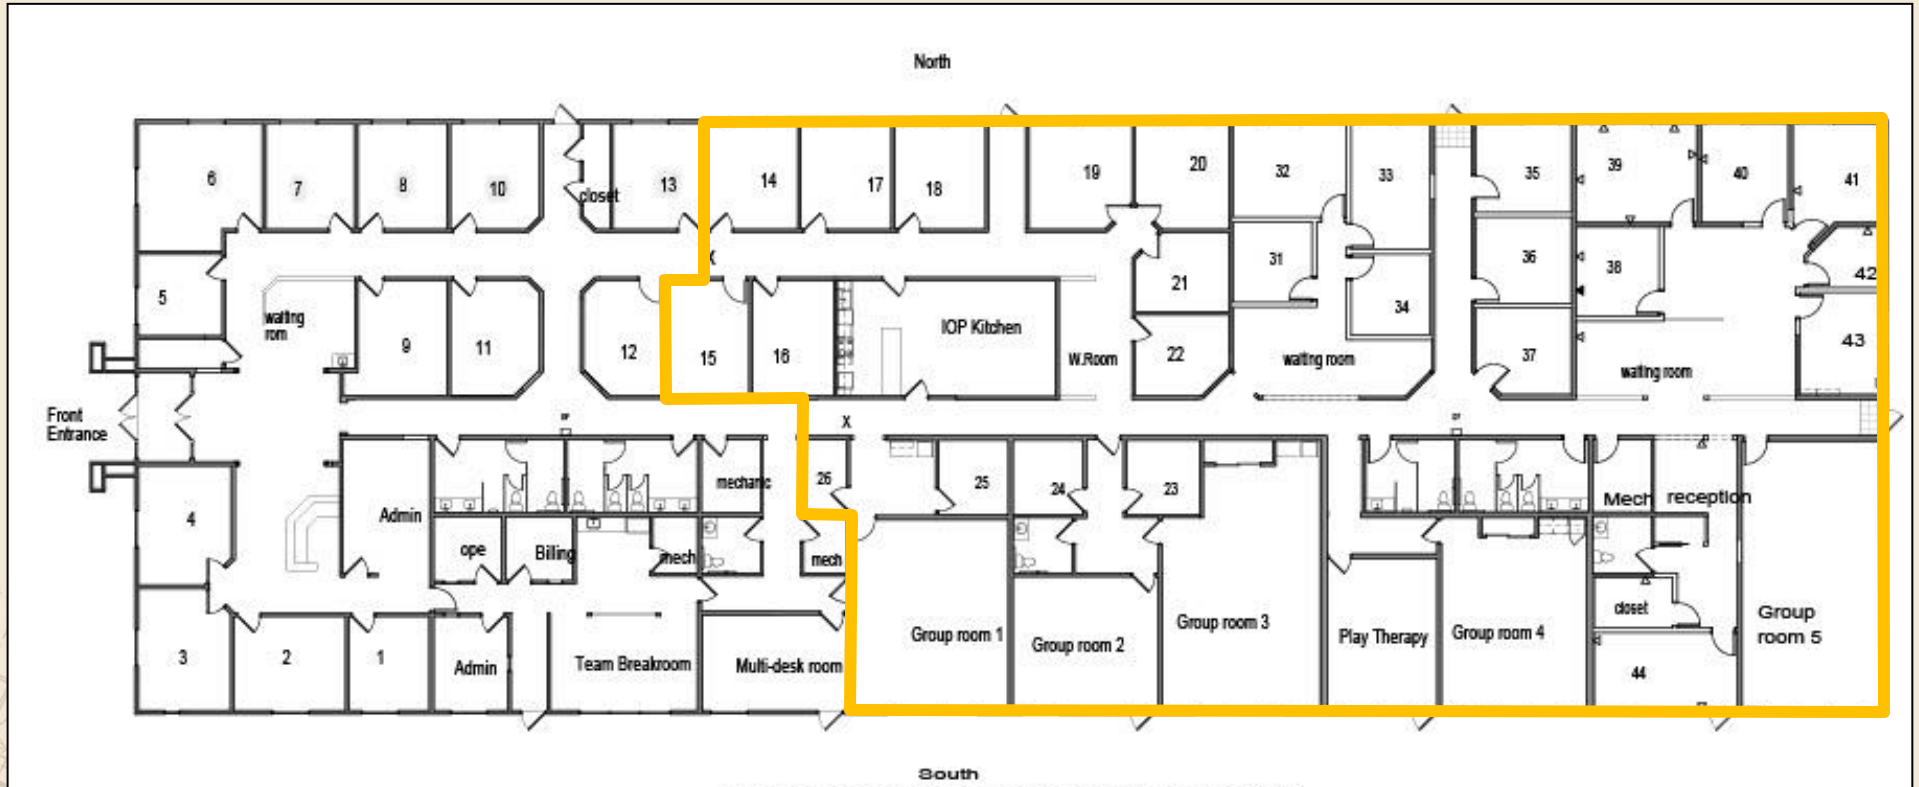 North
6
7
8
10
closet
13
14
17
18
19
20
32
33
35
39
40
41
5
waiting
rom
9
11
12
X
15
16
IOP Kitchen
W.Room
21
22
31
34
waiting room
36
37
38
waiting room
42
43
Front
Entrance
4
Admin
mechanic
26
X
25
24
23
Mech
reception
ope
Billing
mech
mech
3
2
1
Admin
Team Breakroom
Multi-desk room
Group room 1
Group room 2
Group room 3
Play Therapy
Group room 4
closet
44
Group
room 5
South